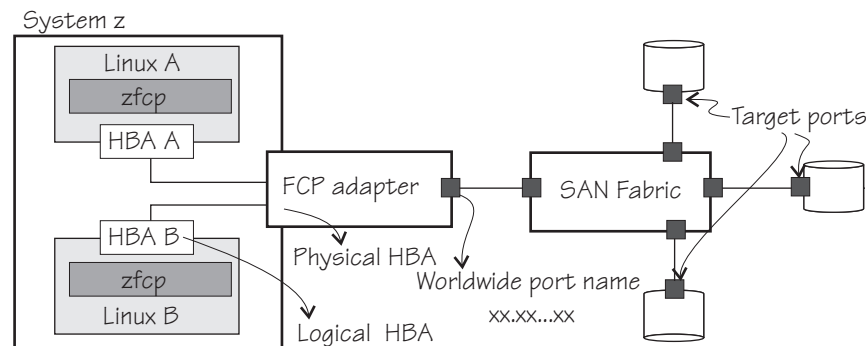 System z
Linux A
zfcp
HBA A
FCP adapter
SAN Fabric
Target ports
HBA B
Physical HBA
Worldwide port name
xx.xx...xx
zfcp
Linux B
Logical HBA